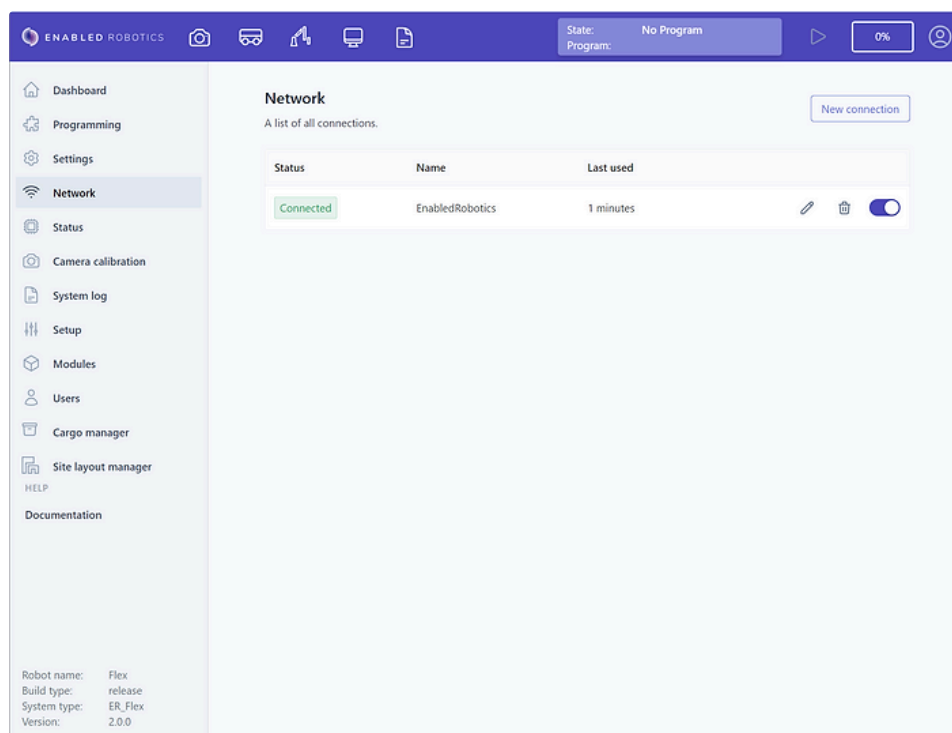 ENABLED ROBOTICS
State: No Program
Program:
0%
Dashboard
Programming
Settings
Network
Status
Camera calibration
System log
Setup
Modules
Users
Cargo manager
Site layout manager
HELP
Documentation
Robot name: Flex
Build type: release
System type: ER_Flex
Version: 2.0.0
Network
A list of all connections.
New connection
Status Name Last used
Connected EnabledRobotics 1 minutes